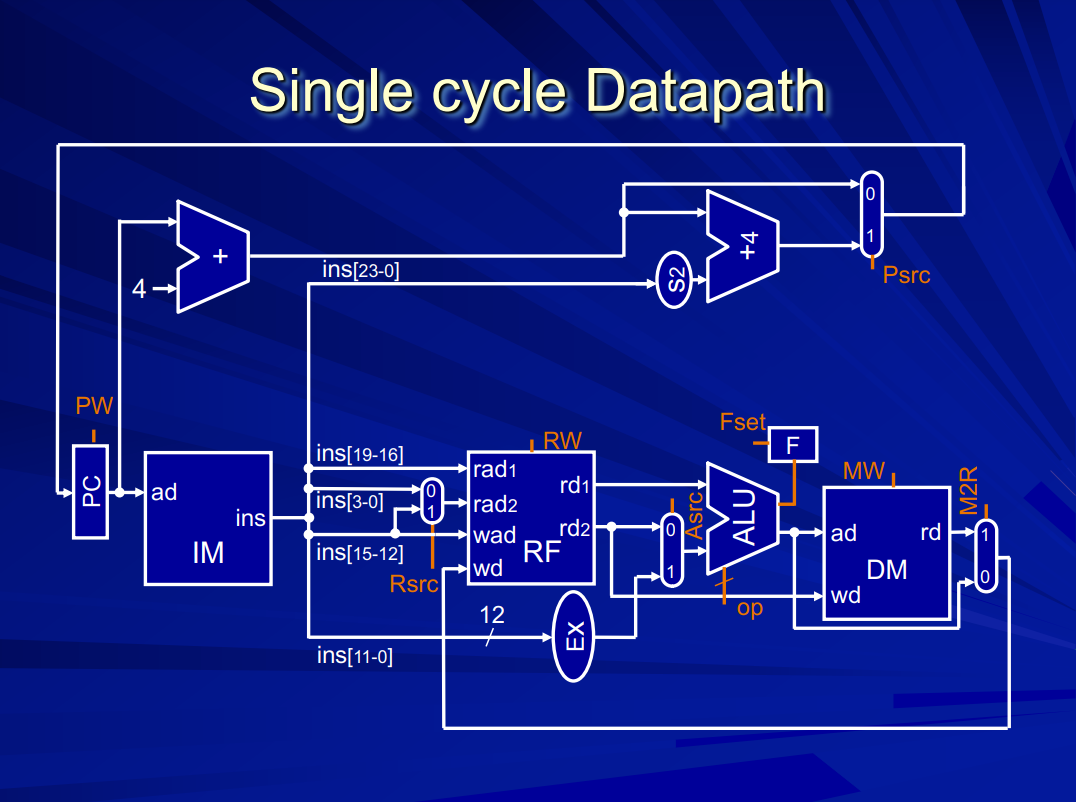 Single cycle Datapath
0
+
+4
1
ins[23-0]
4
s2
Psrc
PW
Fset
F
RW
ins[19-16]
rad1
MW
M2R
PC
ad
rd1
0
ins[3-0]
1
rad2
Asrc
ALU
ins
wad
rd2
0
ad
rd
1
ins[15-12]
IM
RF
wd
Rsrc
1
DM
0
op
wd
12
Ex
ins[11-0]